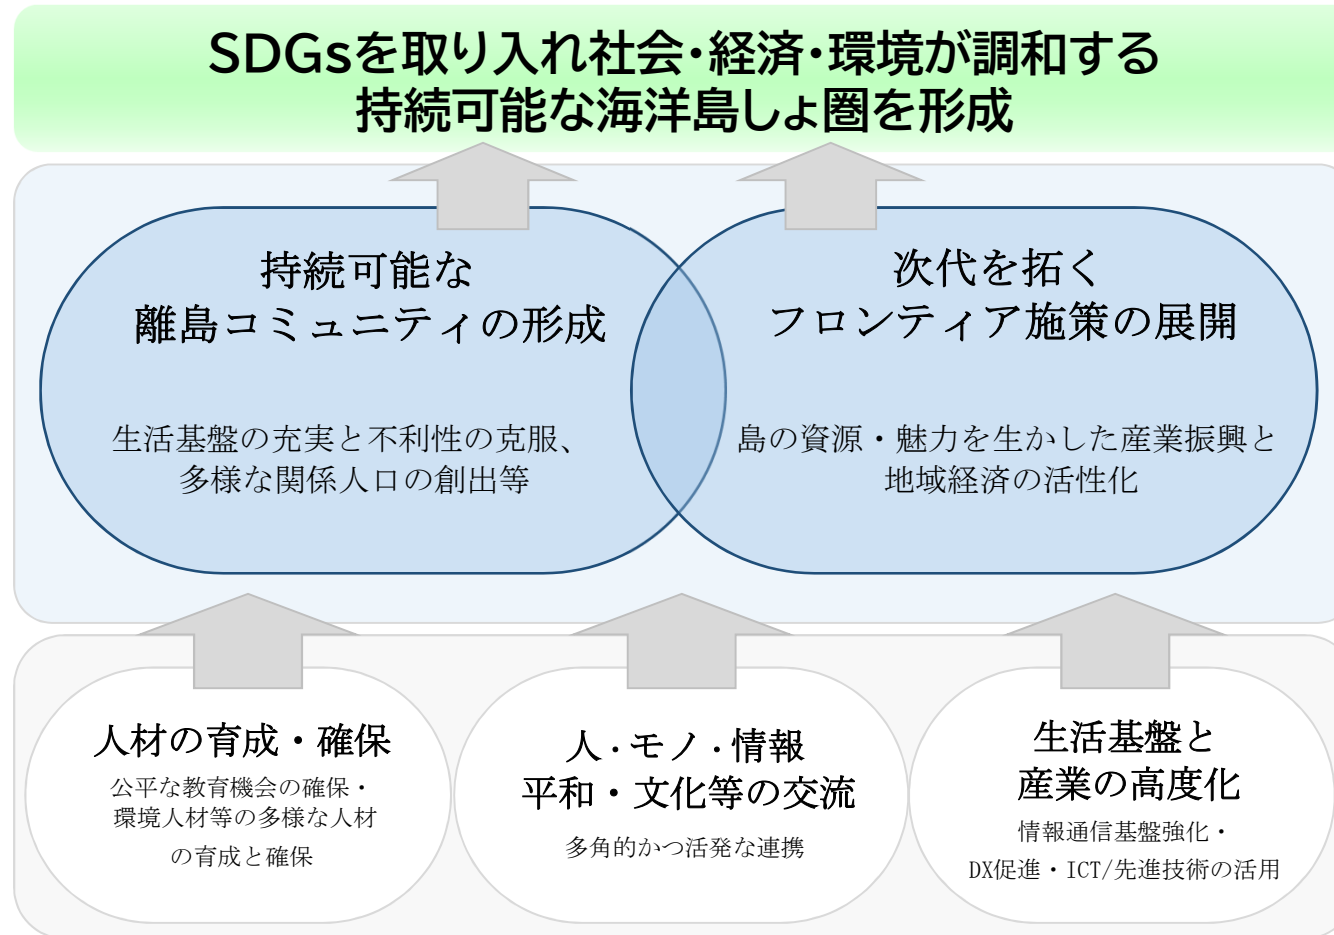 SDGsを取り入れ社会・経済・環境が調和する
持続可能な海洋島しょ圏を形成
持続可能な
離島コミュニティの形成
生活基盤の充実と不利性の克服、
多様な関係人口の創出等
次代を拓く
フロンティア施策の展開
島の資源・魅力を生かした産業振興と
地域経済の活性化
人材の育成・確保
公平な教育機会の確保・
環境人材等の多様な人材
の育成と確保
人・モノ・情報
平和・文化等の交流
多角的かつ活発な連携
生活基盤と
産業の高度化
情報通信基盤強化・
DX促進・ICT/先進技術の活用